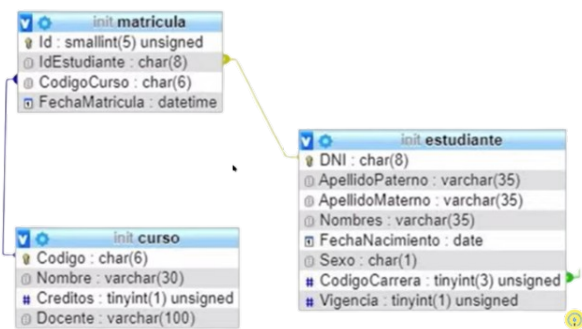 init matricula
Id : smallint(5) unsigned
IdEstudiante : char(8)
CodigoCurso : char(6)
FechaMatricula : datetime
init estudiante
DNI : char(8)
ApellidoPaterno : varchar(35)
ApellidoMaterno : varchar(35)
Nombres : varchar(35)
FechaNacimiento : date
Sexo : char(1)
# CodigoCarrera : tinyint(3) unsigned
# Vigencia : tinyint(1) unsigned
init curso
Codigo : char(6)
Nombre : varchar(30)
# Creditos : tinyint(1) unsigned
Docente : varchar(100)